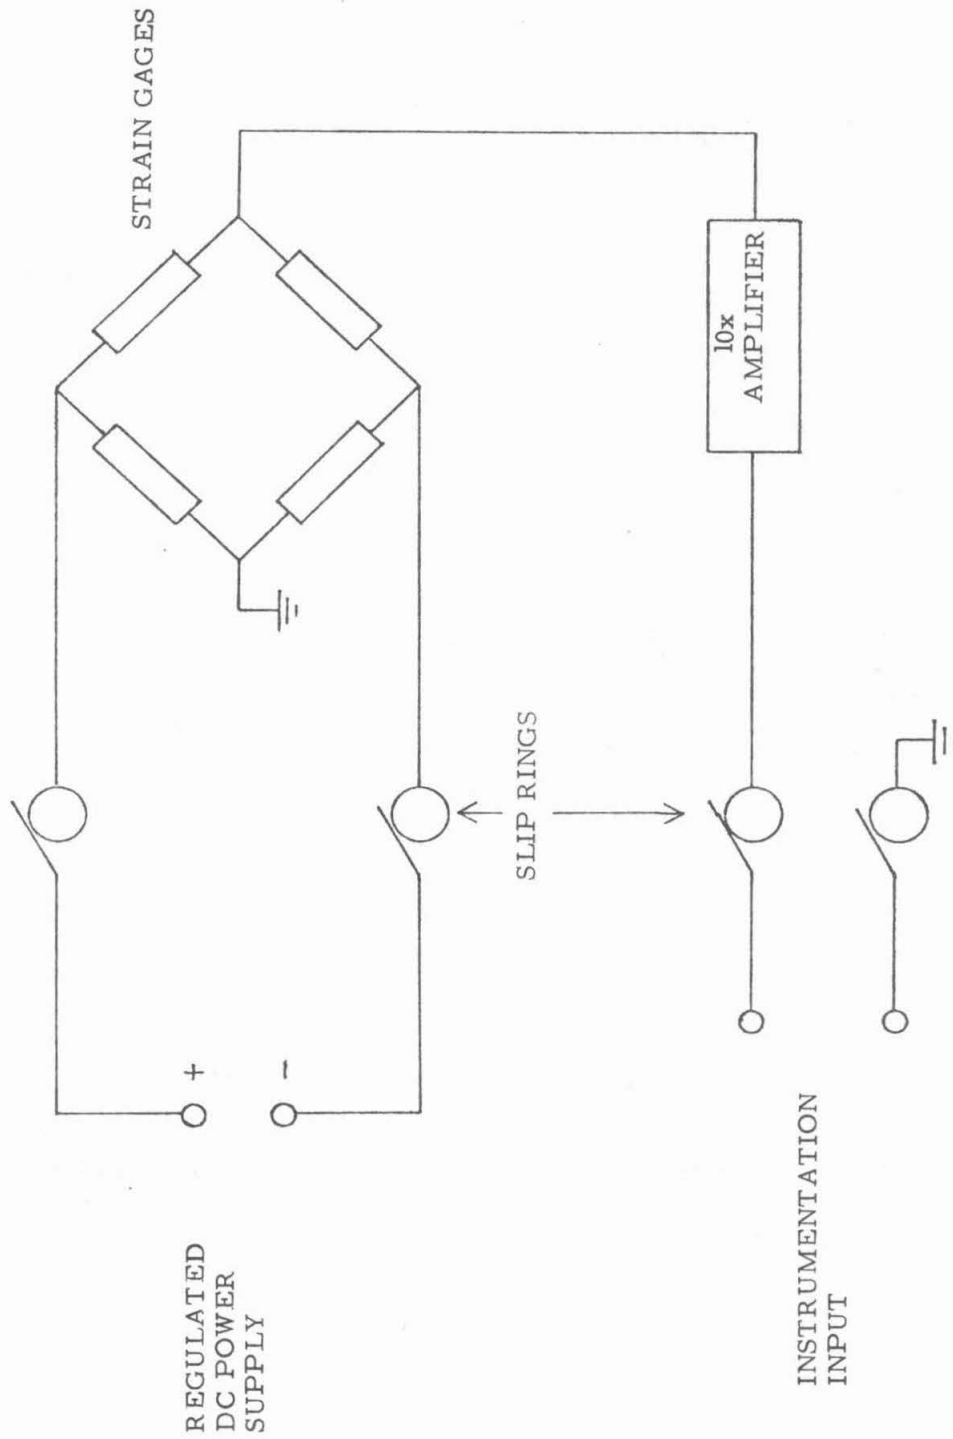 STRAIN GAGES
REGULATED
DC POWER
SUPPLY
+
−
SLIP RINGS
10x
AMPLIFIER
INSTRUMENTATION
INPUT